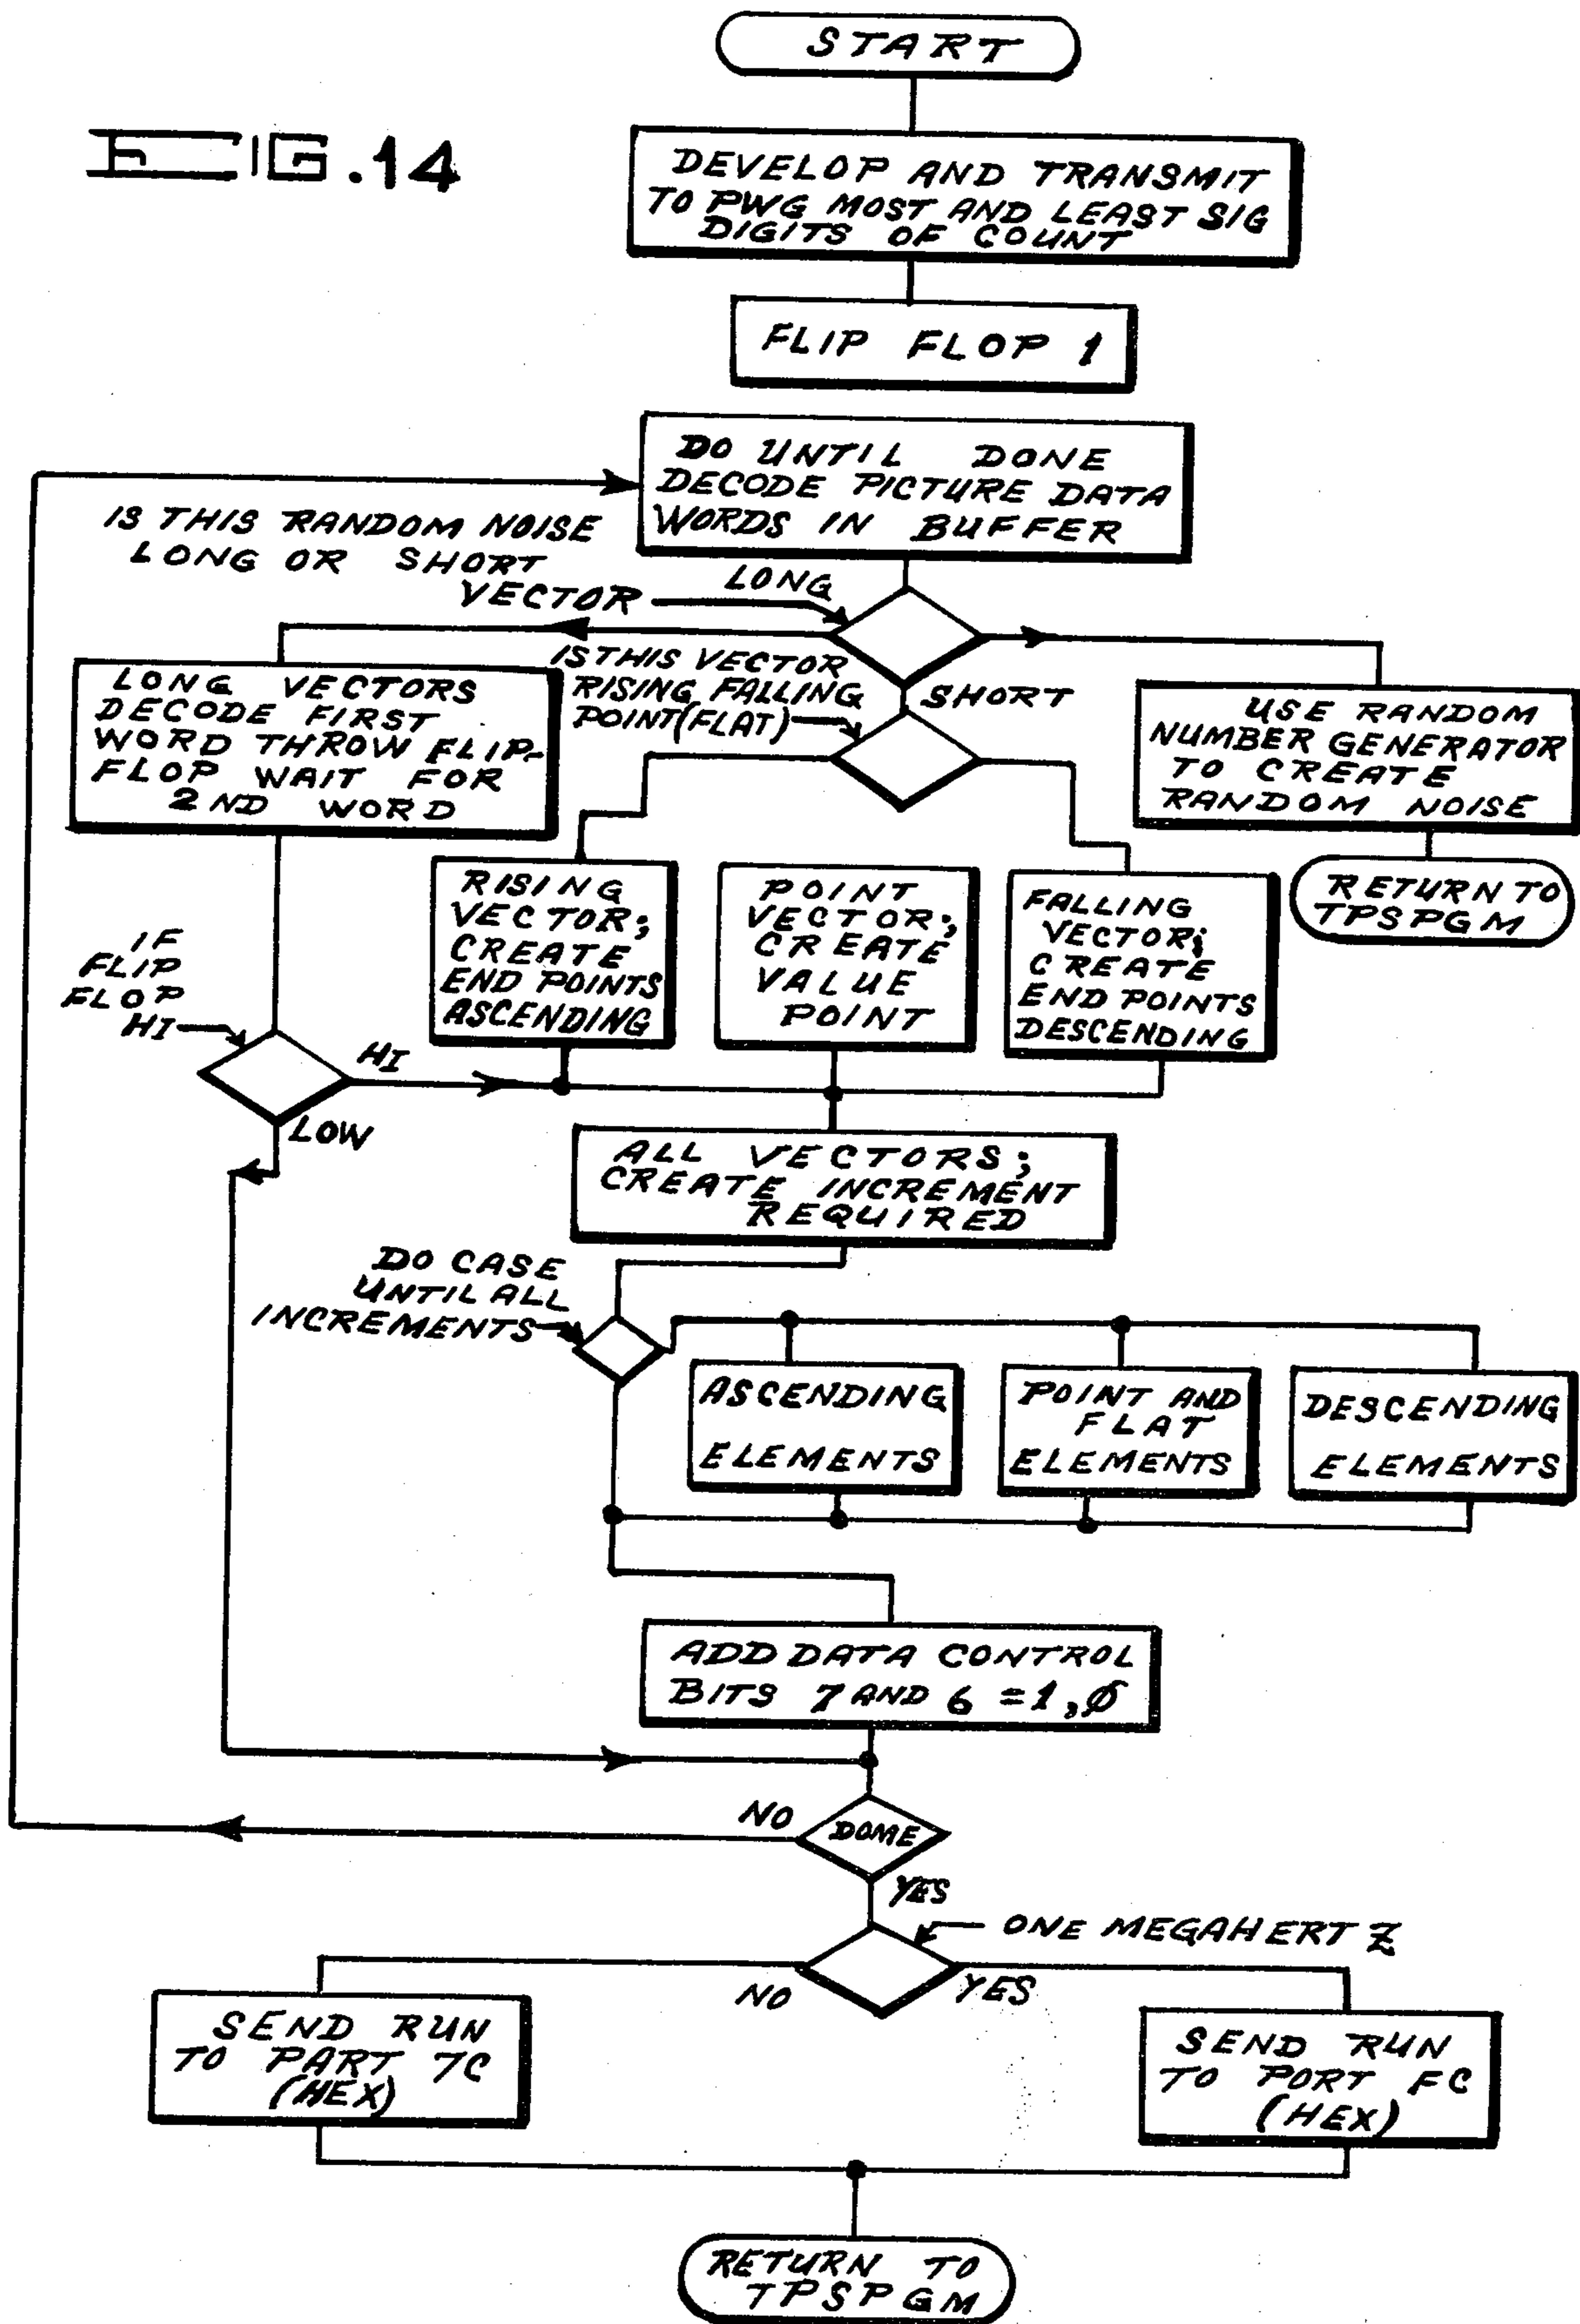 START
FIG.14
DEVELOP AND TRANSMIT
TO PWG MOST AND LEAST SIG
DIGITS OF COUNT
FLIP FLOP 1
DO UNTIL DONE
DECODE PICTURE DATA
WORDS IN BUFFER
IS THIS RANDOM NOISE
LONG OR SHORT
VECTOR
LONG
LONG VECTORS
DECODE FIRST
WORD THROW FLIP-
FLOP WAIT FOR
2ND WORD
IS THIS VECTOR
RISING FALLING
POINT(FLAT)
SHORT
USE RANDOM
NUMBER GENERATOR
TO CREATE
RANDOM NOISE
RETURN TO
TPSPGM
RISING
VECTOR;
CREATE
END POINTS
ASCENDING
POINT
VECTOR;
CREATE
VALUE
POINT
FALLING
VECTOR;
CREATE
END POINTS
DESCENDING
IF
FLIP
FLOP
HI
HI
LOW
ALL VECTORS;
CREATE INCREMENT
REQUIRED
DO CASE
UNTIL ALL
INCREMENTS
ASCENDING
ELEMENTS
POINT AND
FLAT
ELEMENTS
DESCENDING
ELEMENTS
ADD DATA CONTROL
BITS 7 AND 6 = 1,Ø
NO
DOME
YES
ONE MEGAHERTZ
NO
YES
SEND RUN
TO PART 7C
(HEX)
SEND RUN
TO PORT FC
(HEX)
RETURN TO
TPSPGM